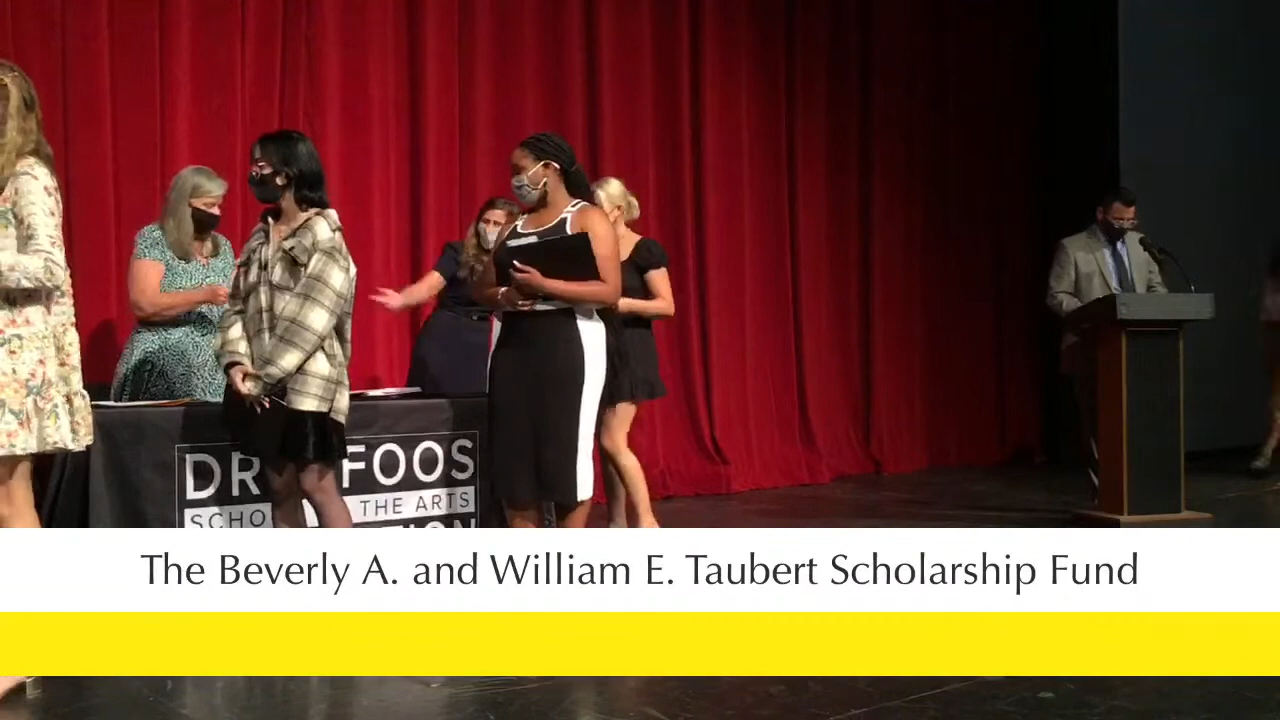 DR FOOS
SCHO THE ARTS
The Beverly A. and William E. Taubert Scholarship Fund